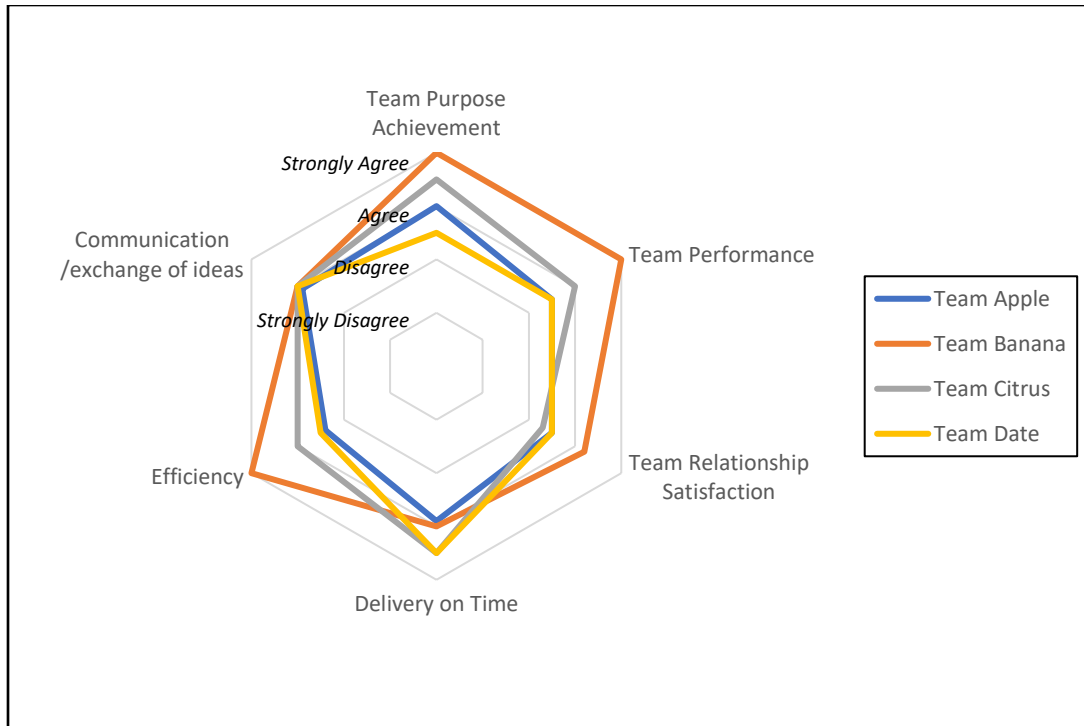 Team Purpose
Achievement
Strongly Agree
Agree
Communication
/exchange of ideas
Disagree
Team Performance
Strongly Disagree
Team Apple
Team Banana
Team Citrus
Team Date
Efficiency
Team Relationship
Satisfaction
Delivery on Time